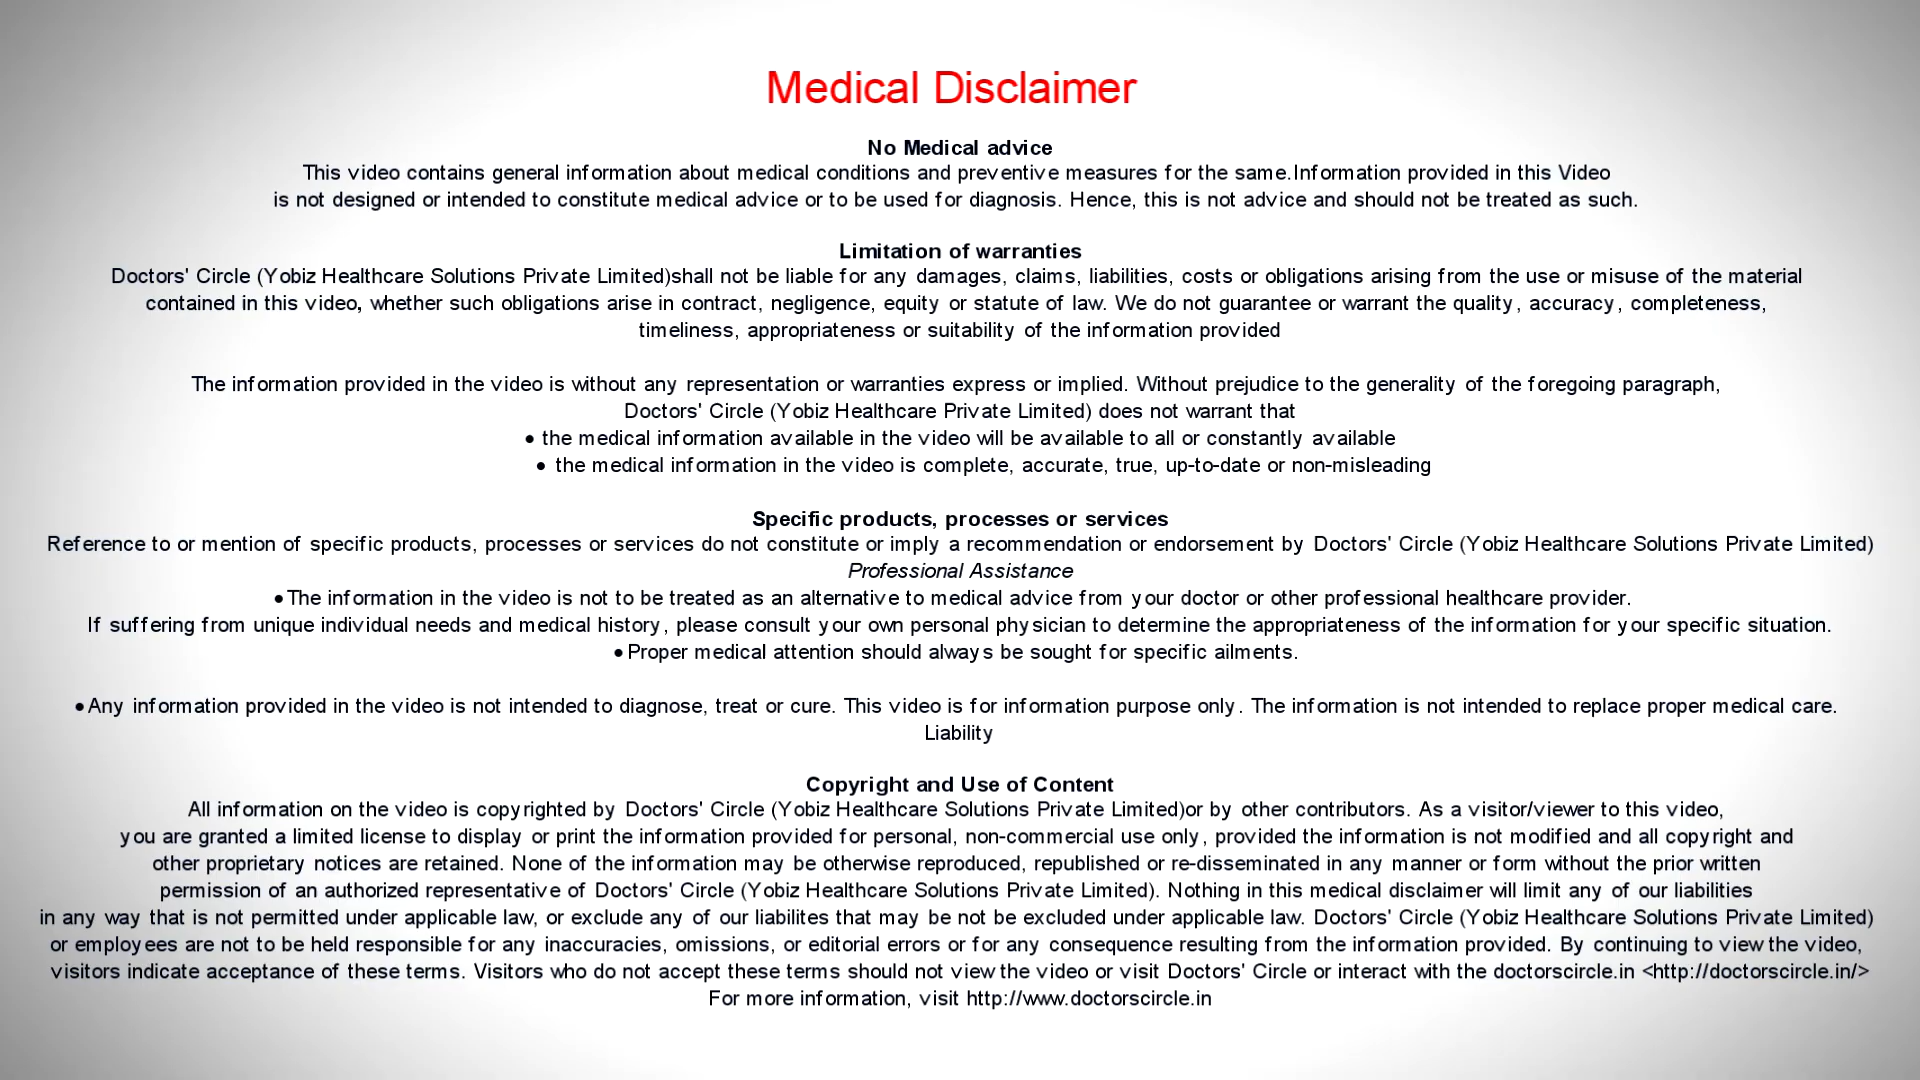 Medical Disclaimer
No Medical advice
This video contains general information about medical conditions and preventive measures for the same.Information provided in this Video
is not designed or intended to constitute medical advice or to be used for diagnosis. Hence, this is not advice and should not be treated as such.
Limitation of warranties
Doctors' Circle (Yobiz Healthcare Solutions Private Limited)shall not be liable for any damages, claims, liabilities, costs or obligations arising from the use or misuse of the material
contained in this video, whether such obligations arise in contract, negligence, equity or statute of law. We do not guarantee or warrant the quality, accuracy, completeness,
timeliness, appropriateness or suitability of the information provided
The information provided in the video is without any representation or warranties express or implied. Without prejudice to the generality of the foregoing paragraph,
Doctors' Circle (Yobiz Healthcare Private Limited) does not warrant that
• the medical information available in the video will be available to all or constantly available
• the medical information in the video is complete, accurate, true, up-to-date or non-misleading
Specific products, processes or services
Reference to or mention of specific products, processes or services do not constitute or imply a recommendation or endorsement by Doctors' Circle (Yobiz Healthcare Solutions Private Limited)
Professional Assistance
•The information in the video is not to be treated as an alternative to medical advice from your doctor or other professional healthcare provider.
If suffering from unique individual needs and medical history, please consult your own personal physician to determine the appropriateness of the information for your specific situation.
•Proper medical attention should always be sought for specific ailments.
•Any information provided in the video is not intended to diagnose, treat or cure. This video is for information purpose only. The information is not intended to replace proper medical care.
Liability
Copyright and Use of Content
All information on the video is copyrighted by Doctors' Circle (Yobiz Healthcare Solutions Private Limited)or by other contributors. As a visitor/viewer to this video,
you are granted a limited license to display or print the information provided for personal, non-commercial use only, provided the information is not modified and all copyright and
other proprietary notices are retained. None of the information may be otherwise reproduced, republished or re-disseminated in any manner or form without the prior written
permission of an authorized representative of Doctors' Circle (Yobiz Healthcare Solutions Private Limited). Nothing in this medical disclaimer will limit any of our liabilities
in any way that is not permitted under applicable law, or exclude any of our liabilites that may be not be excluded under applicable law. Doctors' Circle (Yobiz Healthcare Solutions Private Limited)
or employees are not to be held responsible for any inaccuracies, omissions, or editorial errors or for any consequence resulting from the information provided. By continuing to view the video,
visitors indicate acceptance of these terms. Visitors who do not accept these terms should not view the video or visit Doctors' Circle or interact with the doctorscircle.in <http://doctorscircle.in/>
For more information, visit http://www.doctorscircle.in